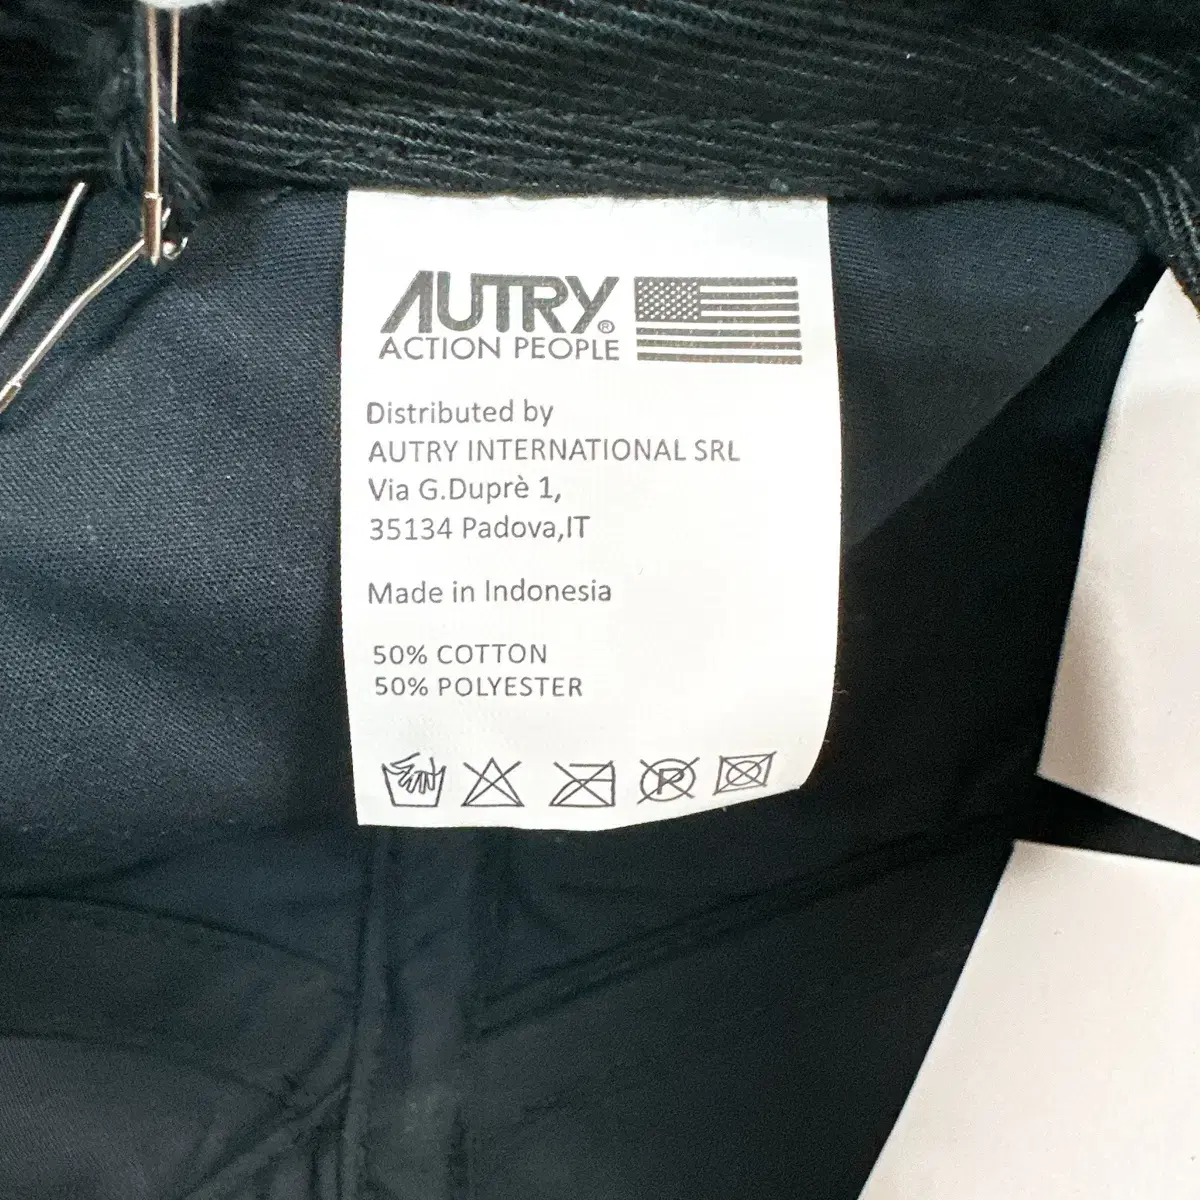 AUTRY®
ACTION PEOPLE
Distributed by
AUTRY INTERNATIONAL SRL
Via G.Duprè 1,
35134 Padova,IT
Made in Indonesia
50% COTTON
50% POLYESTER
P